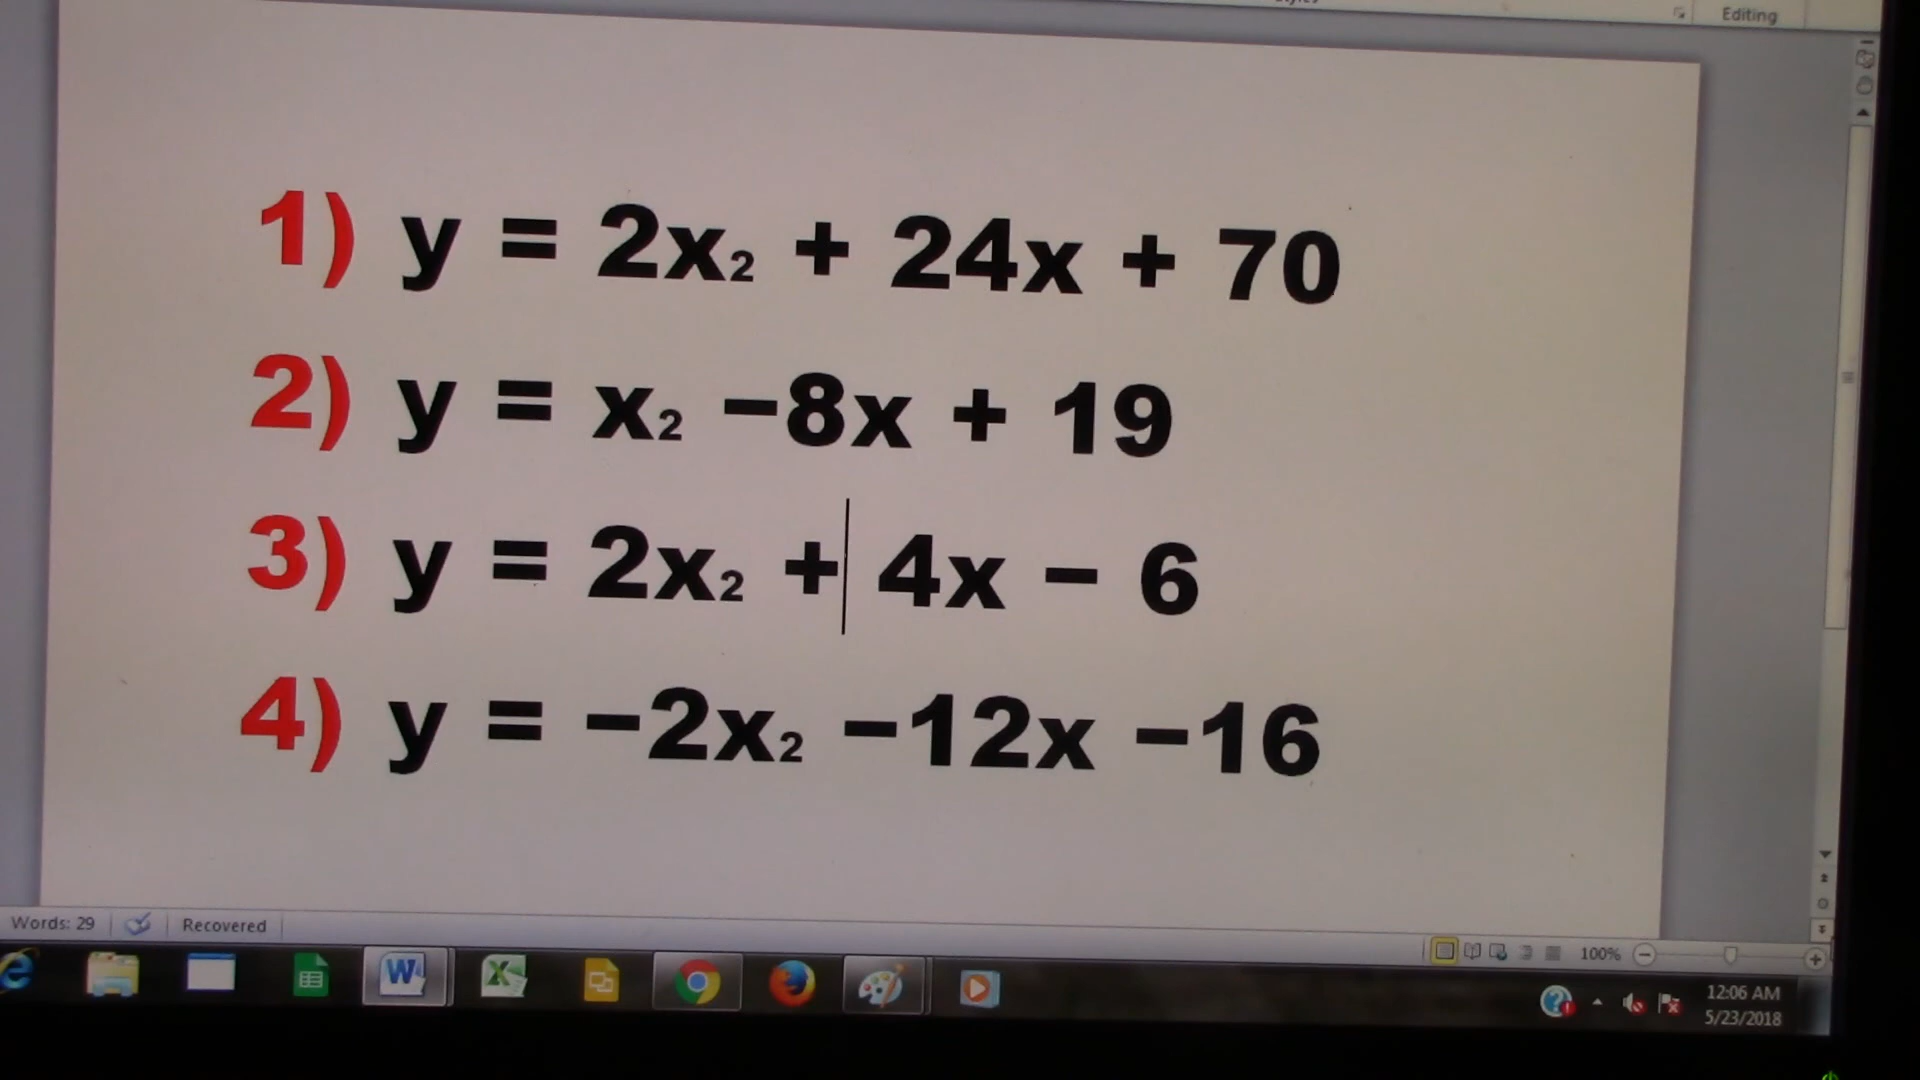 Editing
1) y = 2x₂ + 24x + 70
2) y = x₂ −8x + 19
3) y = 2x₂ + 4x − 6
4) y = −2x₂ −12x −16
Words: 29 Recovered 100%
12:06 AM
5/23/2018